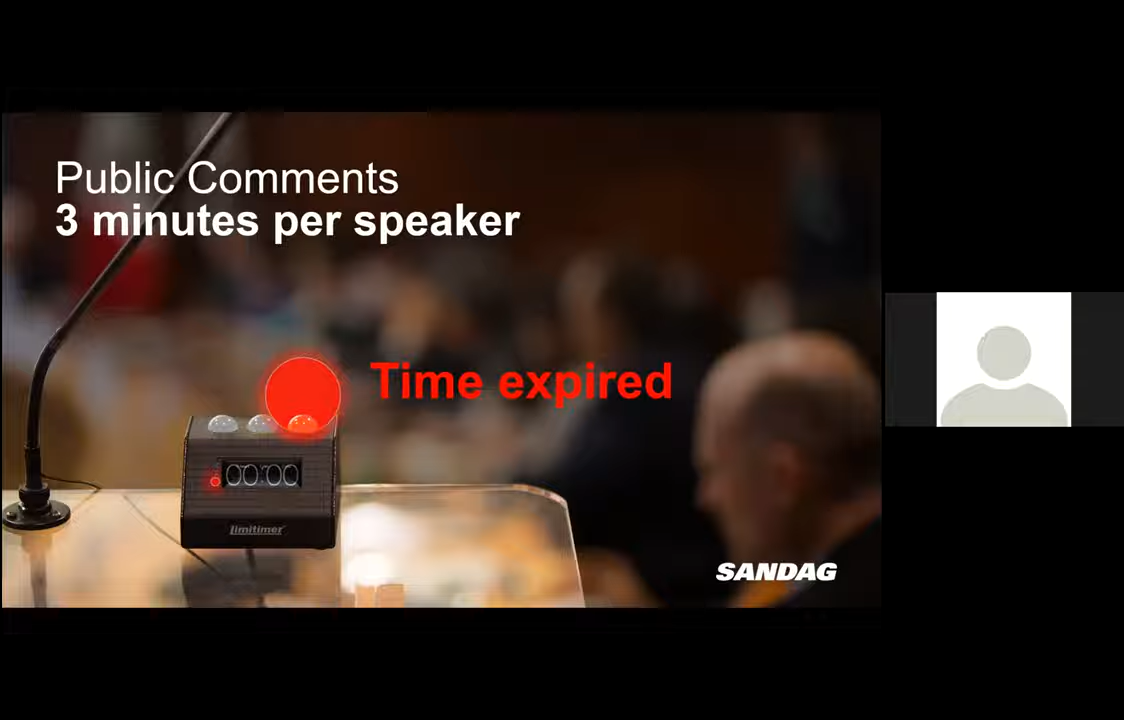 Public Comments
3 minutes per speaker
Time expired
00:00
limitimer
SANDAG